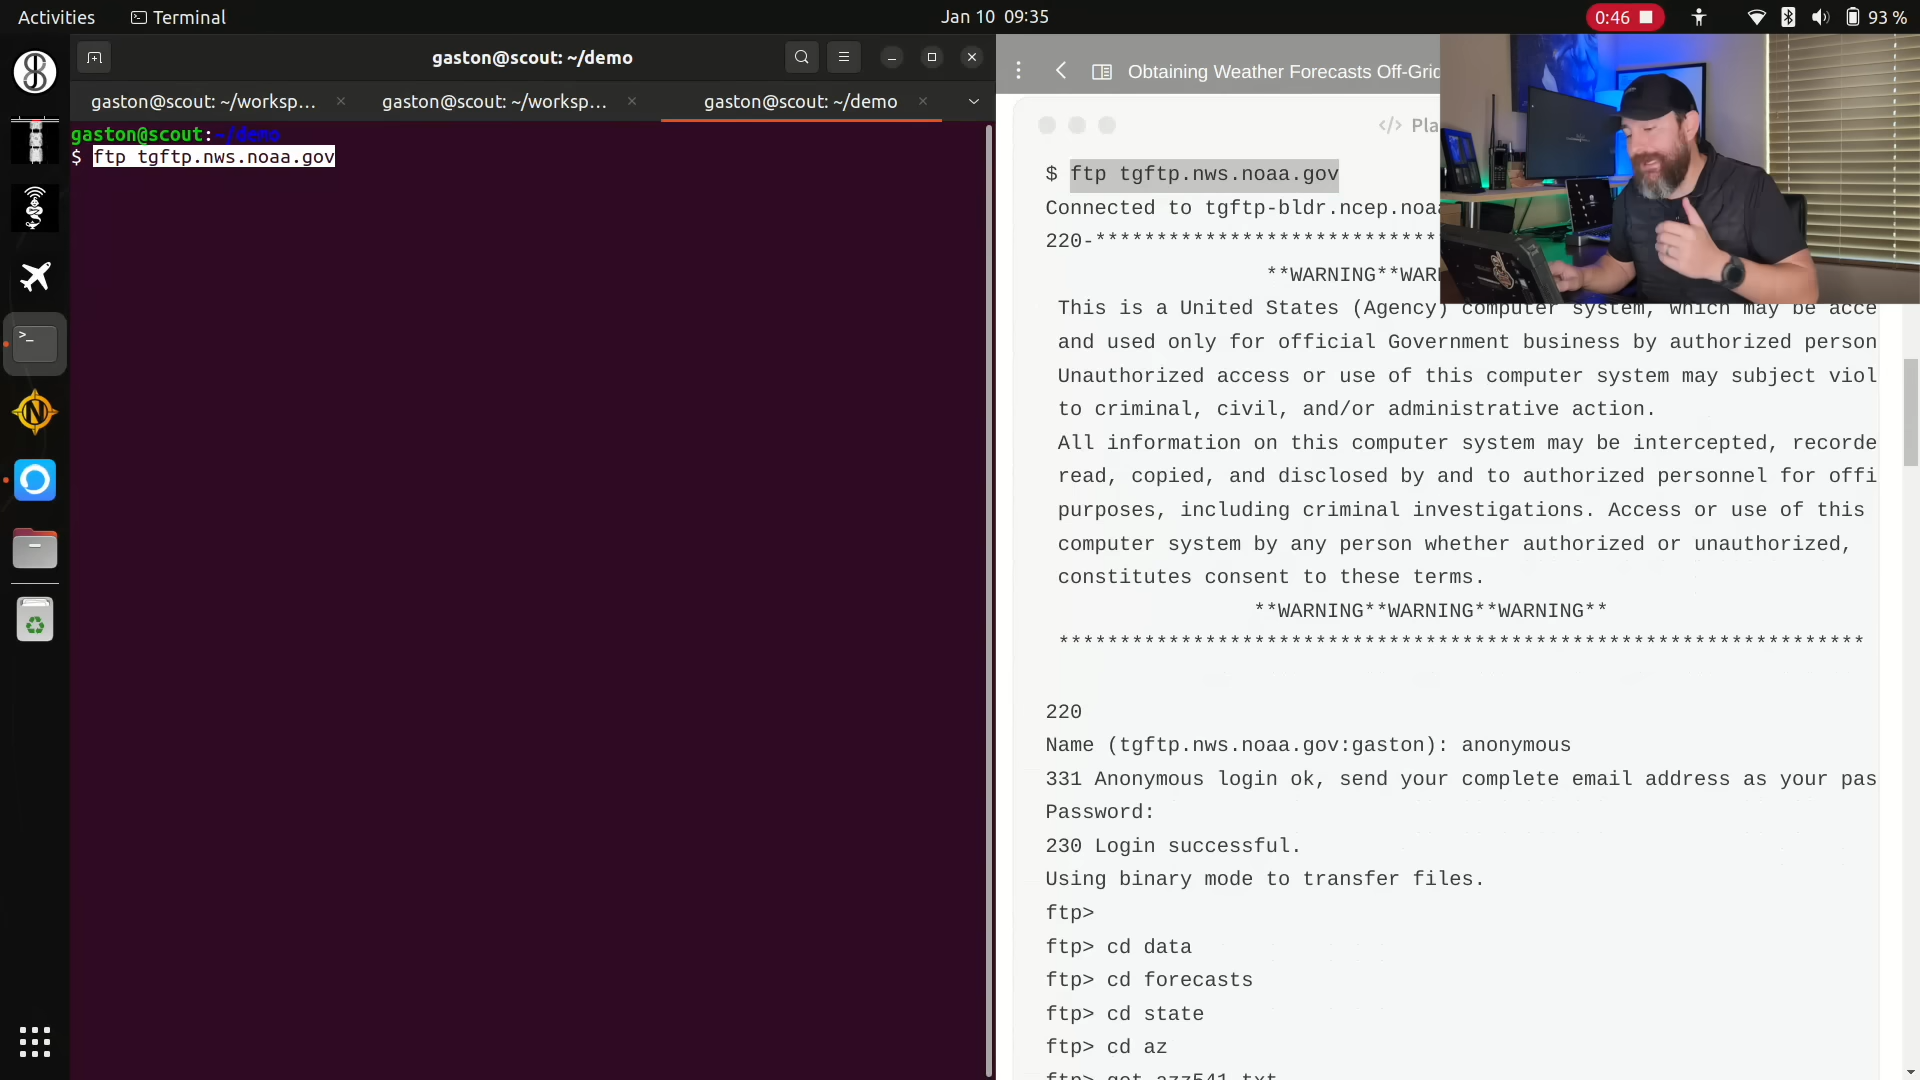 Activities
Terminal
Jan 10 09:35
0:46
93 %
gaston@scout: ~/demo
gaston@scout: ~/worksp...
gaston@scout: ~/worksp...
gaston@scout: ~/demo
gaston@scout:~/demo
$ ftp tgftp.nws.noaa.gov
Obtaining Weather Forecasts Off-Grid
</> Pla
$ ftp tgftp.nws.noaa.gov
Connected to tgftp-bldr.ncep.noaa
220-****************************
**WARNING**WARN
This is a United States (Agency) computer system, which may be acce
and used only for official Government business by authorized person
Unauthorized access or use of this computer system may subject viol
to criminal, civil, and/or administrative action.
All information on this computer system may be intercepted, recorde
read, copied, and disclosed by and to authorized personnel for offi
purposes, including criminal investigations. Access or use of this
computer system by any person whether authorized or unauthorized,
constitutes consent to these terms.
**WARNING**WARNING**WARNING**
******************************************************************
220
Name (tgftp.nws.noaa.gov:gaston): anonymous
331 Anonymous login ok, send your complete email address as your pas
Password:
230 Login successful.
Using binary mode to transfer files.
ftp>
ftp> cd data
ftp> cd forecasts
ftp> cd state
ftp> cd az
ftp> get azz541.txt